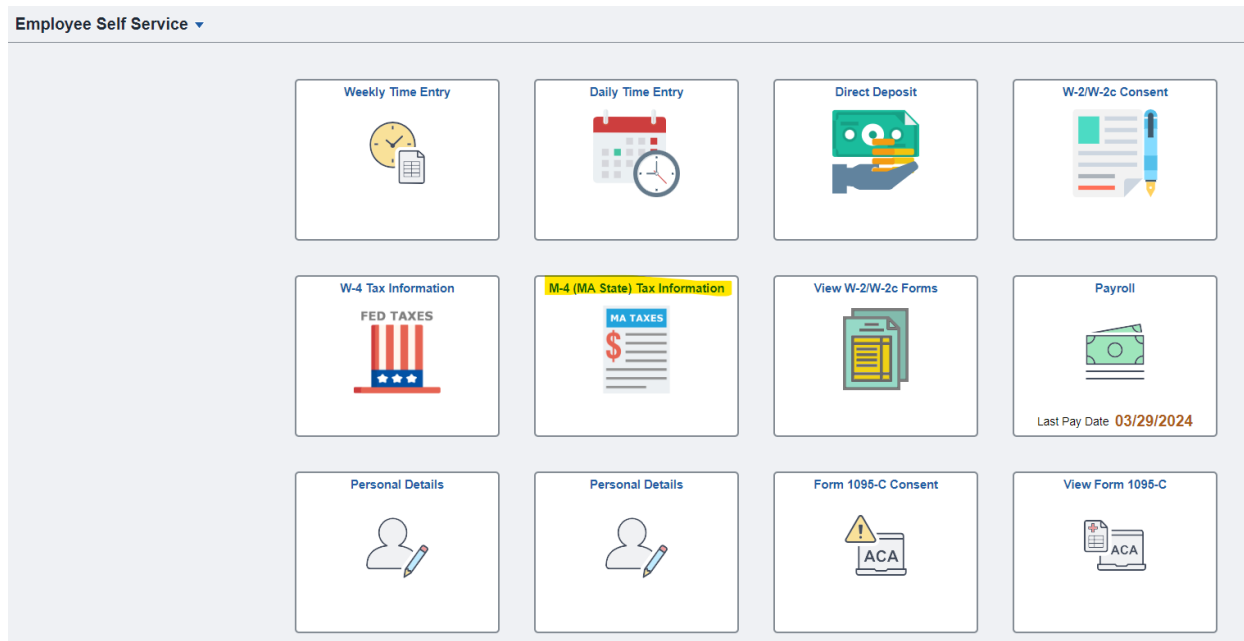 Employee Self Service
Weekly Time Entry
Daily Time Entry
Direct Deposit
W-2/W-2c Consent
W-4 Tax Information
FED TAXES
M-4 (MA State) Tax Information
MA TAXES
$
View W-2/W-2c Forms
Payroll
Last Pay Date 03/29/2024
Personal Details
Personal Details
Form 1095-C Consent
ACA
View Form 1095-C
ACA